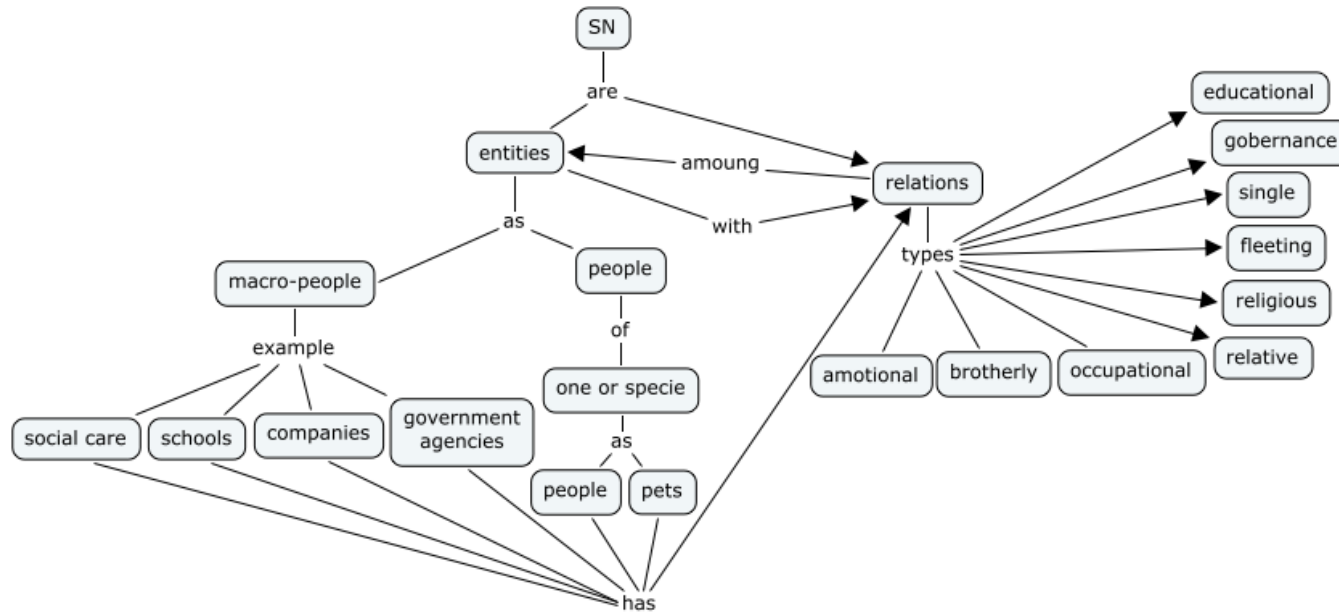 SN
are
educational
gobernance
entities
amoung
relations
single
as
with
types
fleeting
macro-people
people
religious
of
example
relative
amotional
brotherly
occupational
one or specie
social care
schools
companies
government
agencies
as
people
pets
has